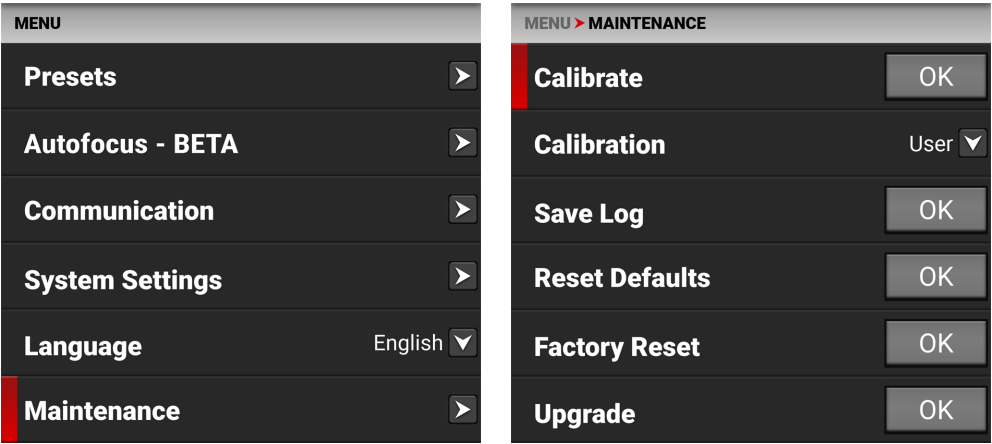 MENU
Presets
Autofocus - BETA
Communication
System Settings
Language English
Maintenance
MENU MAINTENANCE
Calibrate OK
Calibration User
Save Log OK
Reset Defaults OK
Factory Reset OK
Upgrade OK